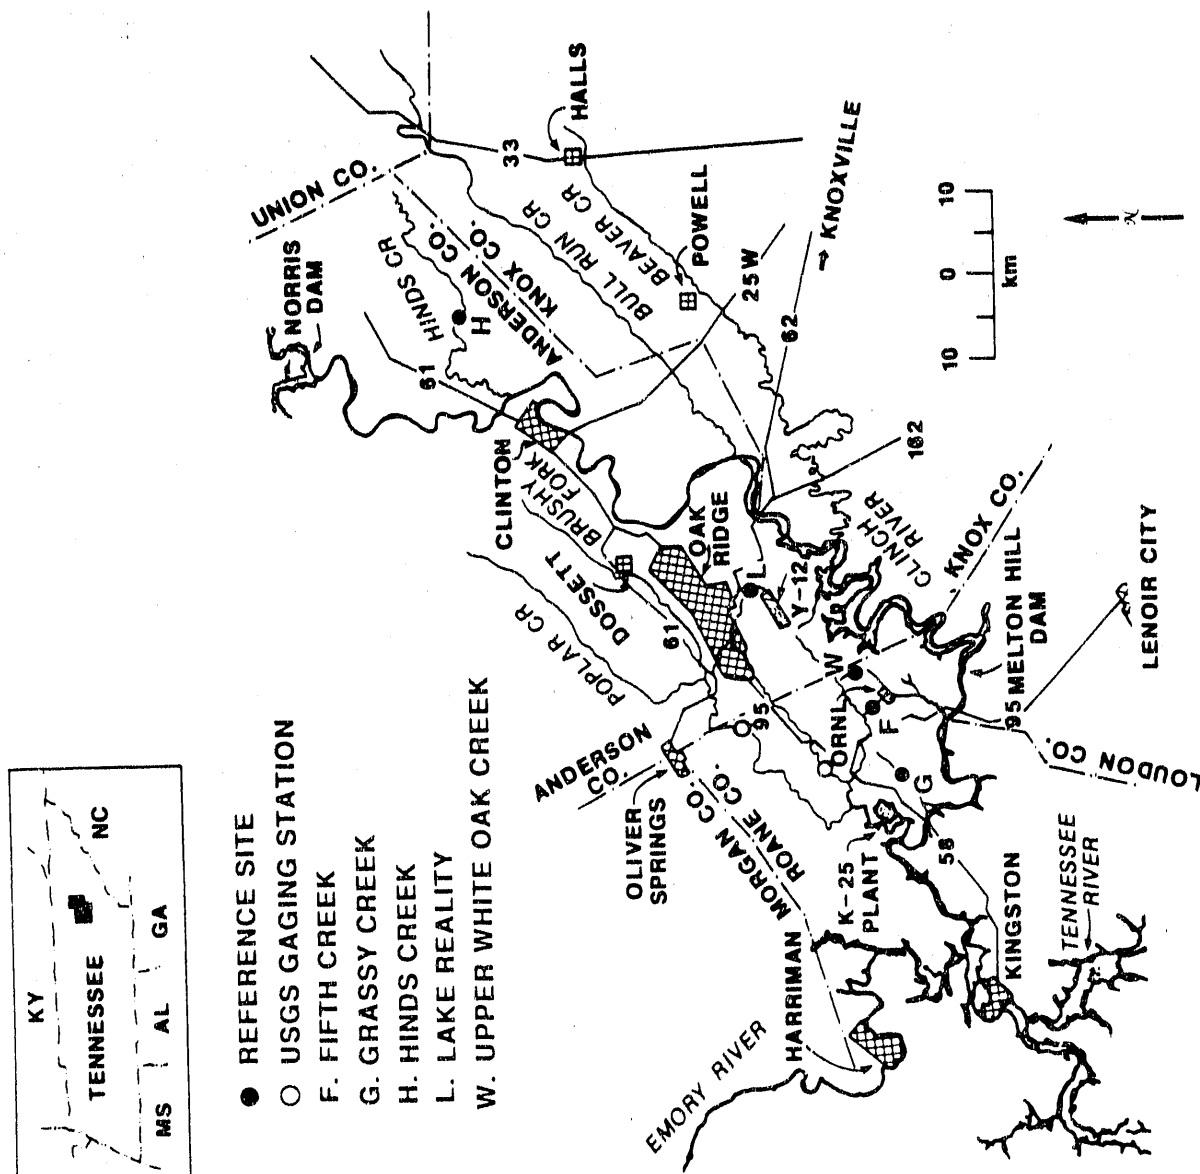 KY
TENNESSEE
NC
MS
AL
GA
REFERENCE SITE
USGS GAGING STATION
F. FIFTH CREEK
G. GRASSY CREEK
H. HINDS CREEK
L. LAKE REALITY
W. UPPER WHITE OAK CREEK
NORRIS
DAM
UNION CO.
HINDS CR
H
ANDERSON CO.
KNOX CO.
61
33
HALLS
BULL RUN CR
BEAVER CR
POWELL
25W
KNOXVILLE
62
162
CLINTON
BRUSHY
FORK
DOSSETT
POPLAR CR
61
OAK
RIDGE
L
Y-12
CLINCH
RIVER
KNOX CO.
MELTON HILL
DAM
LENOIR CITY
W
ORNL
F
95
95
G
LOUDON CO.
ANDERSON
CO.
OLIVER
SPRINGS
MORGAN CO.
ROANE CO.
K-25
PLANT
58
KINGSTON
TENNESSEE
RIVER
HARRIMAN
EMORY RIVER
10
0
10
km
N